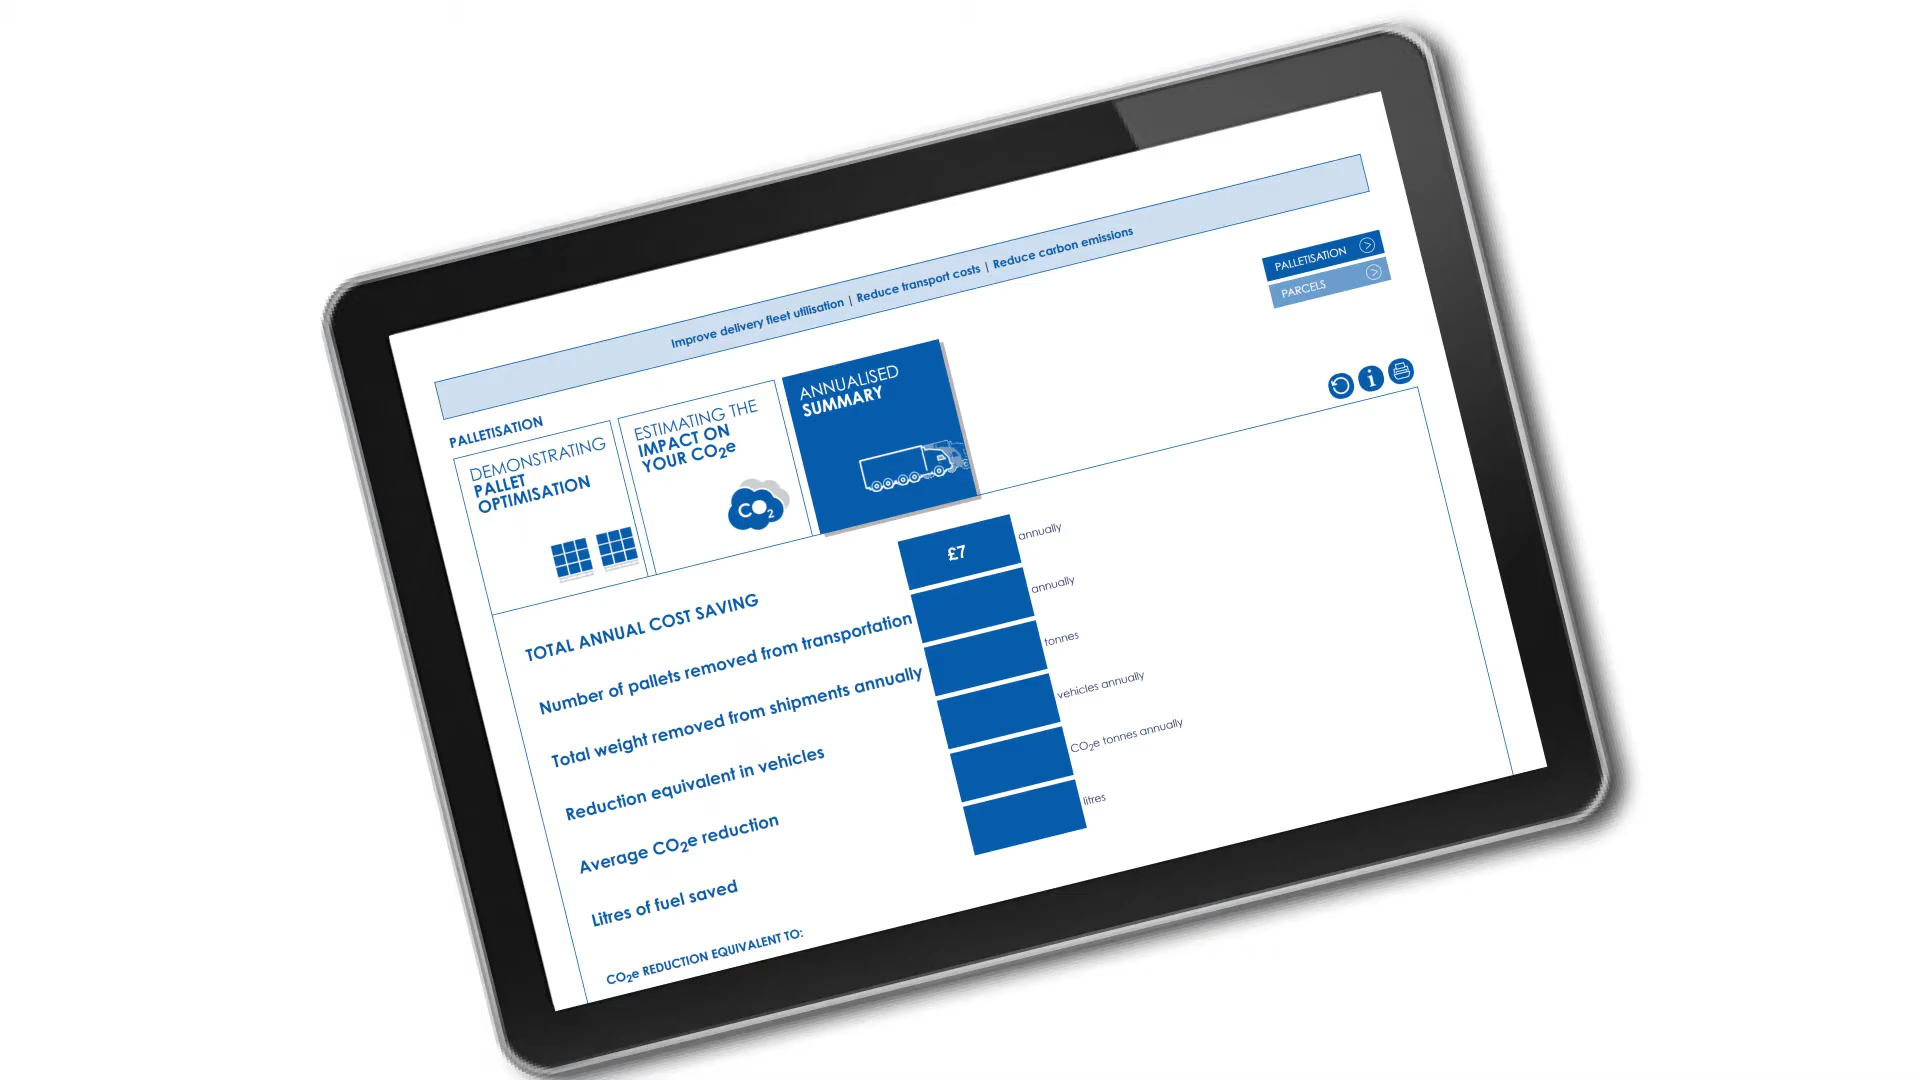 Improve delivery fleet utilisation | Reduce transport costs | Reduce carbon emissions
PALLETISATION
PARCELS
PALLETISATION
DEMONSTRATING
PALLET
OPTIMISATION
ESTIMATING THE
IMPACT ON
YOUR CO2e
CO2
ANNUALISED
SUMMARY
i
TOTAL ANNUAL COST SAVING £7 annually
Number of pallets removed from transportation annually
Total weight removed from shipments annually tonnes
Reduction equivalent in vehicles vehicles annually
Average CO2e reduction CO2e tonnes annually
Litres of fuel saved litres
CO2e REDUCTION EQUIVALENT TO: